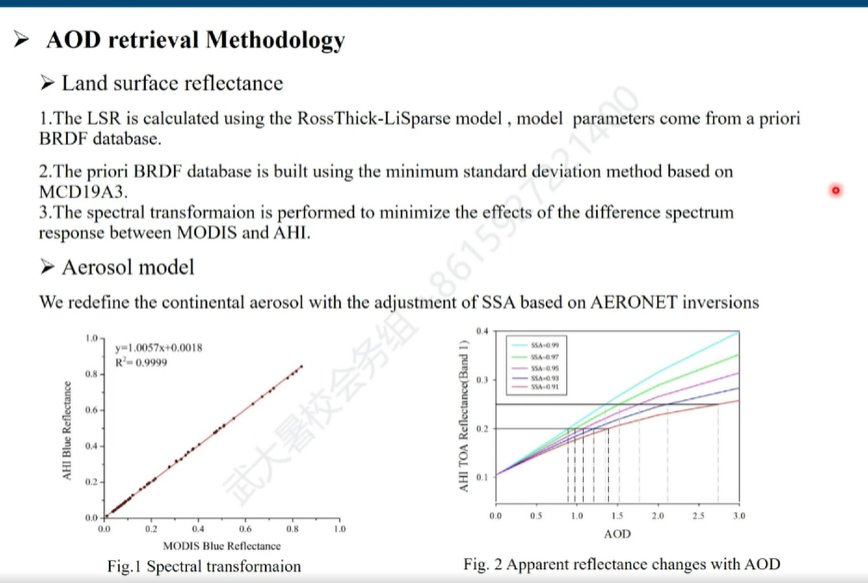 AOD retrieval Methodology
Land surface reflectance
1.The LSR is calculated using the RossThick-LiSparse model , model parameters come from a priori
BRDF database.
2.The priori BRDF database is built using the minimum standard deviation method based on
MCD19A3.
3.The spectral transformaion is performed to minimize the effects of the difference spectrum
response between MODIS and AHI.
Aerosol model
We redefine the continental aerosol with the adjustment of SSA based on AERONET inversions
y=1.0057x+0.0018
R²=0.9999
AHI Blue Reflectance
1.0
0.8
0.6
0.4
0.2
0.0
0.0 0.2 0.4 0.6 0.8 1.0
MODIS Blue Reflectance
Fig.1 Spectral transformaion
SSA=0.99
SSA=0.97
SSA=0.95
SSA=0.93
SSA=0.91
AHI TOA Reflectance(Band 1)
0.4
0.3
0.2
0.1
0.0 0.5 1.0 1.5 2.0 2.5 3.0
AOD
Fig. 2 Apparent reflectance changes with AOD
武大暑校会务组 8615927221400